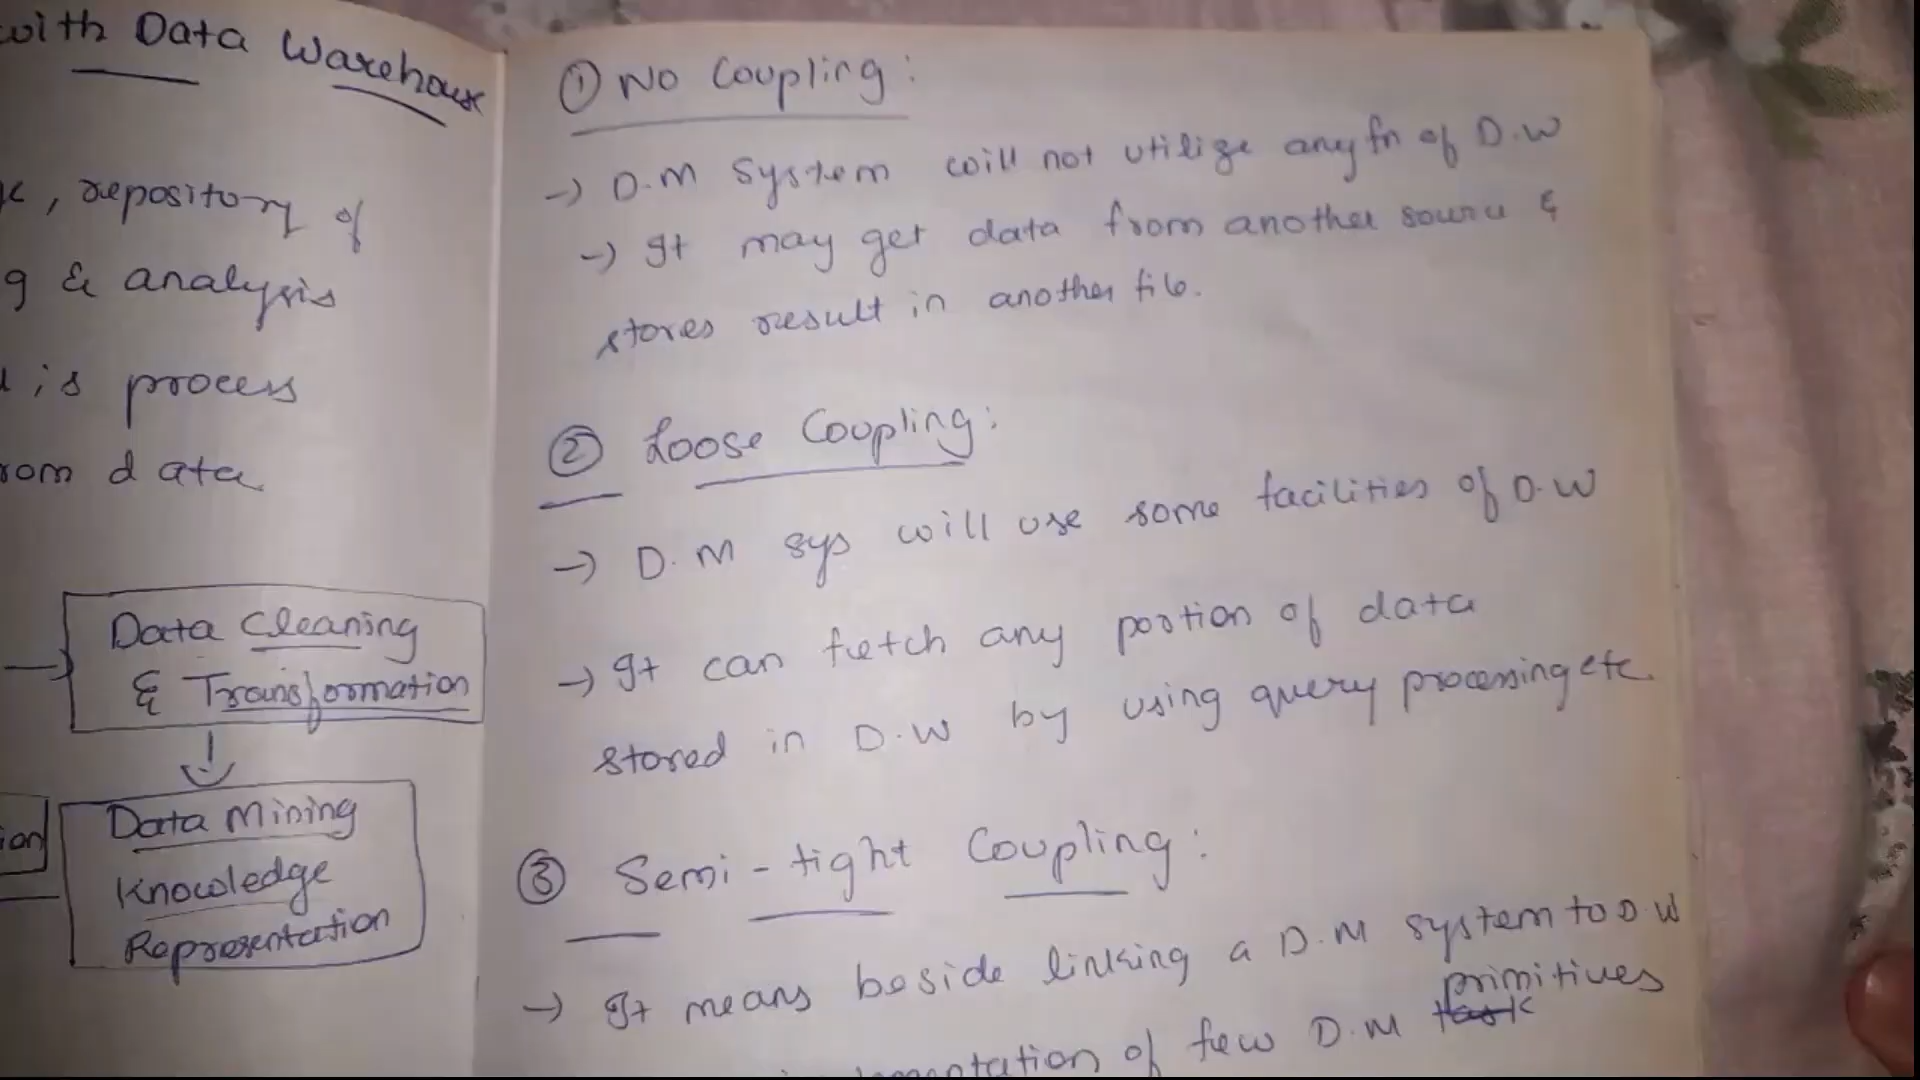 with Data Warehouse
, repository of
g & analysis
is process
rom data
Data Cleaning
& Transformation
Data Mining
Knowledge
Representation
ion
① No Coupling :
→ D.M System will not utilize any fn of D.W
→ It may get data from another source &
stores result in another file.
② Loose Coupling :
→ D.M sys will use some facilities of D.W
→ It can fetch any portion of data
stored in D.W by using query processing etc.
③ Semi-tight Coupling :
→ It means beside linking a D.M system to D.W
primitives
mentation of few D.M task